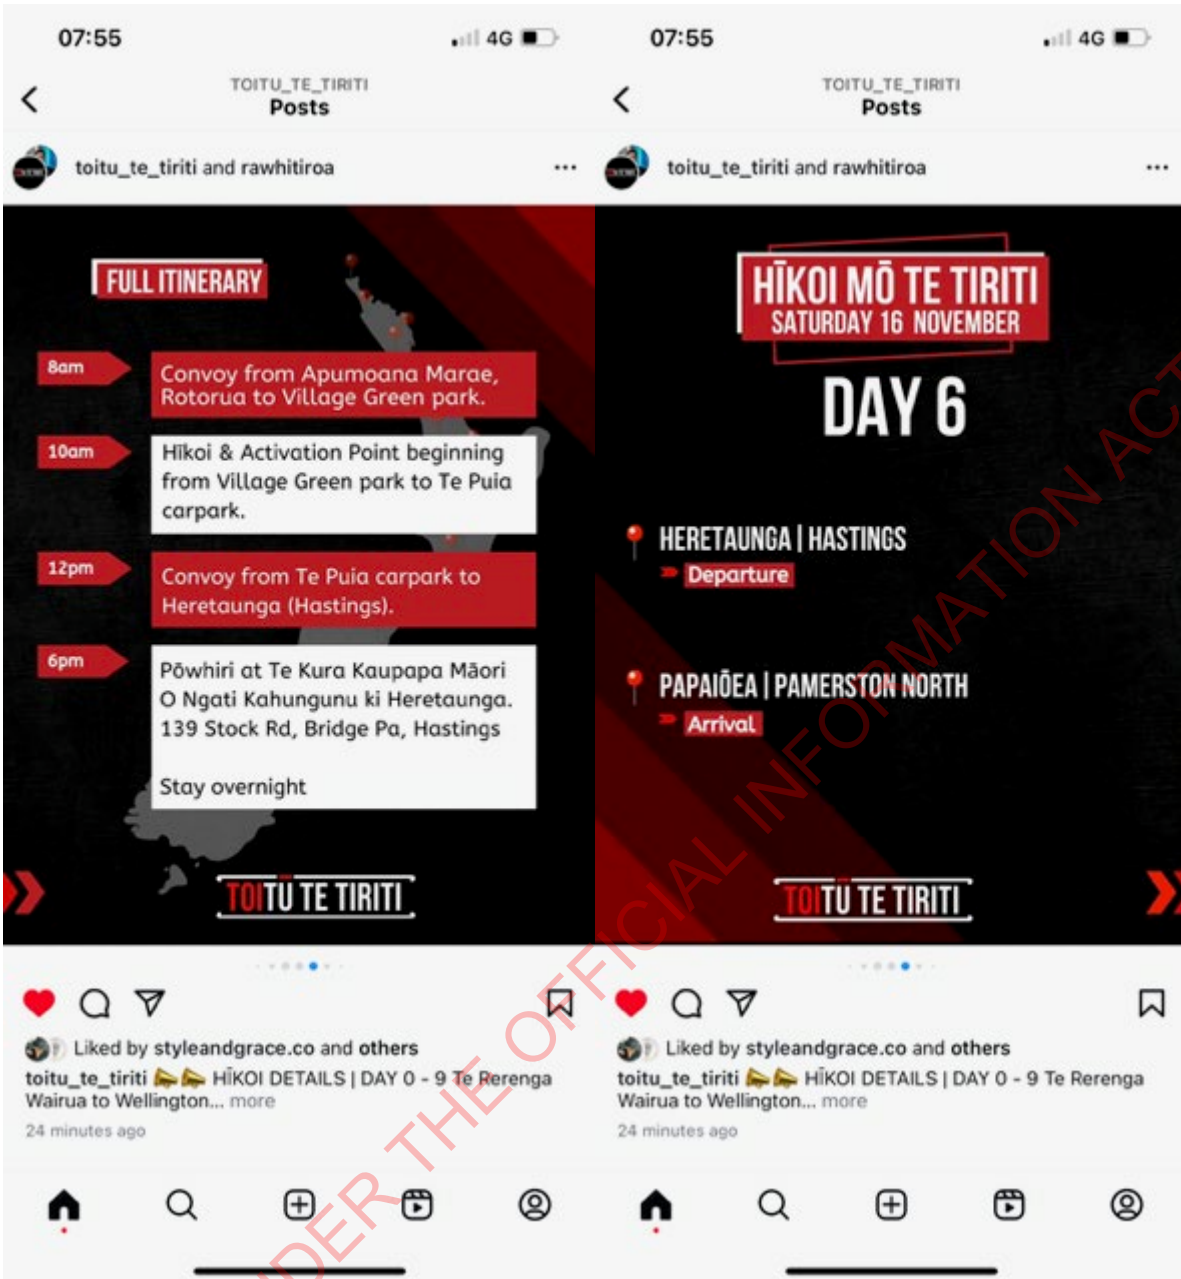 07:55
4G
TOITU_TE_TIRITI
Posts
toitu_te_tiriti and rawhitiroa
FULL ITINERARY
8am
Convoy from Apumoana Marae,
Rotorua to Village Green park.
10am
Hīkoi & Activation Point beginning
from Village Green park to Te Puia
carpark.
12pm
Convoy from Te Puia carpark to
Heretaunga (Hastings).
6pm
Pōwhiri at Te Kura Kaupapa Māori
O Ngati Kahungunu ki Heretaunga.
139 Stock Rd, Bridge Pa, Hastings
Stay overnight
TOITŪ TE TIRITI
Liked by styleandgrace.co and others
toitu_te_tiriti HĪKOI DETAILS | DAY 0 - 9 Te Rerenga
Wairua to Wellington... more
24 minutes ago
07:55
4G
TOITU_TE_TIRITI
Posts
toitu_te_tiriti and rawhitiroa
HĪKOI MŌ TE TIRITI
SATURDAY 16 NOVEMBER
DAY 6
HERETAUNGA | HASTINGS
Departure
PAPAIŌEA | PAMERSTON NORTH
Arrival
TOITŪ TE TIRITI
Liked by styleandgrace.co and others
toitu_te_tiriti HĪKOI DETAILS | DAY 0 - 9 Te Rerenga
Wairua to Wellington... more
24 minutes ago
THE OFFICIAL INFORMATION ACT